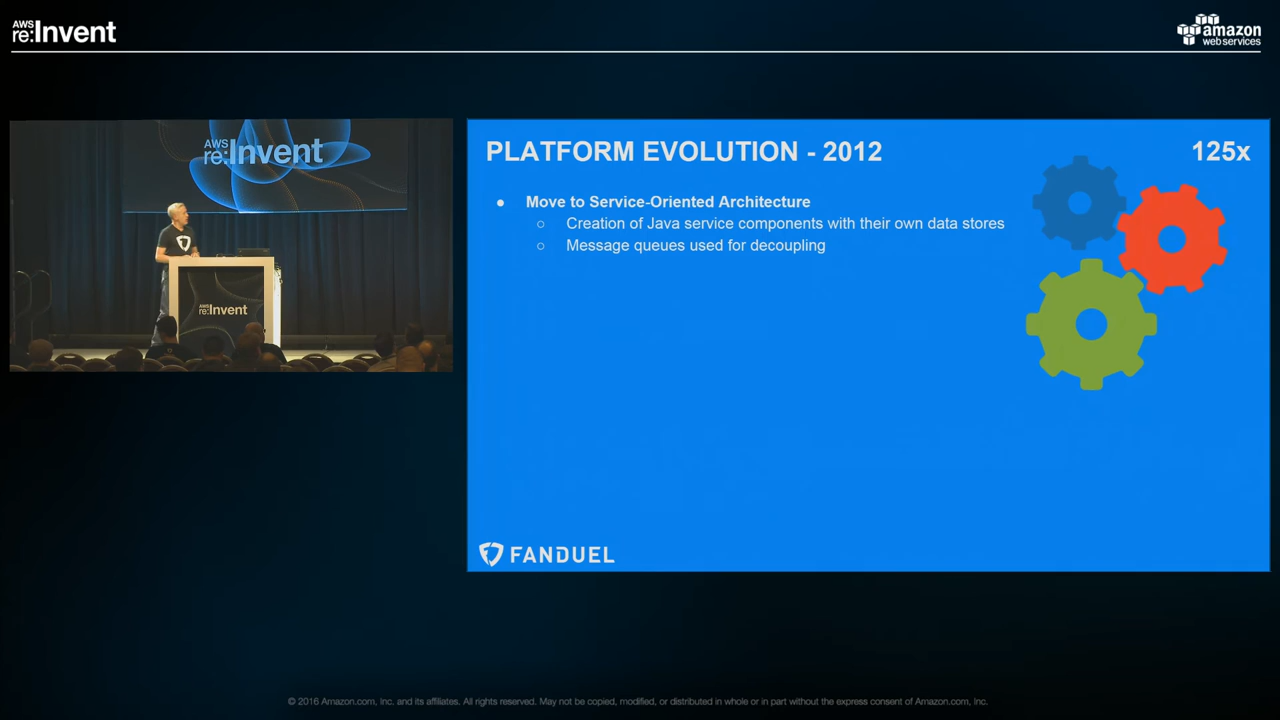 AWS
re:Invent
amazon
web services
AWS
re:Invent
AWS
re:Invent
PLATFORM EVOLUTION - 2012
125x
● Move to Service-Oriented Architecture
○ Creation of Java service components with their own data stores
○ Message queues used for decoupling
FANDUEL
© 2016 Amazon.com, Inc. and its affiliates. All rights reserved. May not be copied, modified, or distributed in whole or in part without the express consent of Amazon.com, Inc.